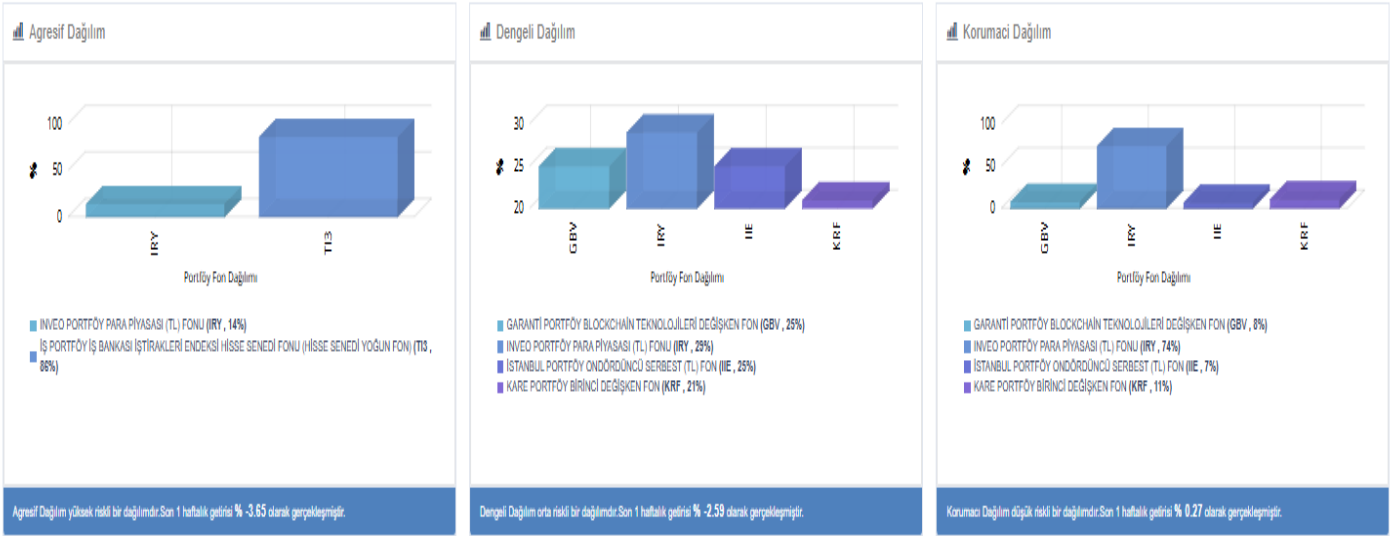 Agresif Dağılım
%
100
50
0
IRY
TI3
Portföy Fon Dağılımı
INVEO PORTFÖY PARA PİYASASI (TL) FONU (IRY , 14%)
İŞ PORTFÖY İŞ BANKASI İŞTİRAKLERİ ENDEKSİ HİSSE SENEDİ FONU (HİSSE SENEDİ YOĞUN FON) (TI3 ,
86%)
Agresif Dağılım yüksek riskli bir dağılımdır.Son 1 haftalık getirisi % -3.65 olarak gerçekleşmiştir.
Dengeli Dağılım
%
30
25
20
GBV
IRY
IIE
KRF
Portföy Fon Dağılımı
GARANTİ PORTFÖY BLOCKCHAİN TEKNOLOJİLERİ DEĞİŞKEN FON (GBV , 25%)
INVEO PORTFÖY PARA PİYASASI (TL) FONU (IRY , 29%)
İSTANBUL PORTFÖY ONDÖRDÜNCÜ SERBEST (TL) FON (IIE , 25%)
KARE PORTFÖY BİRİNCİ DEĞİŞKEN FON (KRF , 21%)
Dengeli Dağılım orta riskli bir dağılımdır.Son 1 haftalık getirisi % -2.59 olarak gerçekleşmiştir.
Korumaci Dağılım
%
100
50
0
GBV
IRY
IIE
KRF
Portföy Fon Dağılımı
GARANTİ PORTFÖY BLOCKCHAİN TEKNOLOJİLERİ DEĞİŞKEN FON (GBV , 8%)
INVEO PORTFÖY PARA PİYASASI (TL) FONU (IRY , 74%)
İSTANBUL PORTFÖY ONDÖRDÜNCÜ SERBEST (TL) FON (IIE , 7%)
KARE PORTFÖY BİRİNCİ DEĞİŞKEN FON (KRF , 11%)
Korumacı Dağılım düşük riskli bir dağılımdır.Son 1 haftalık getirisi % 0.27 olarak gerçekleşmiştir.